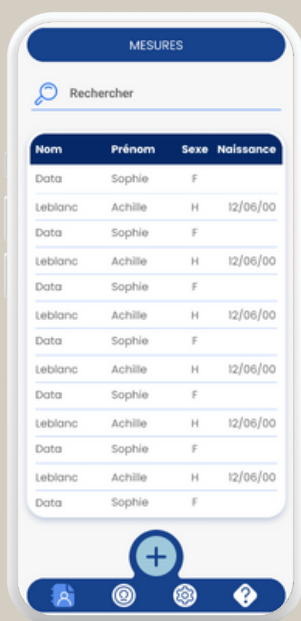 MESURES
Rechercher
Nom Prénom Sexe Naissance
Data Sophie F
Leblanc Achille H 12/06/00
Data Sophie F
Leblanc Achille H 12/06/00
Data Sophie F
Leblanc Achille H 12/06/00
Data Sophie F
Leblanc Achille H 12/06/00
Data Sophie F
Leblanc Achille H 12/06/00
Data Sophie F
Leblanc Achille H 12/06/00
Data Sophie F
+
?